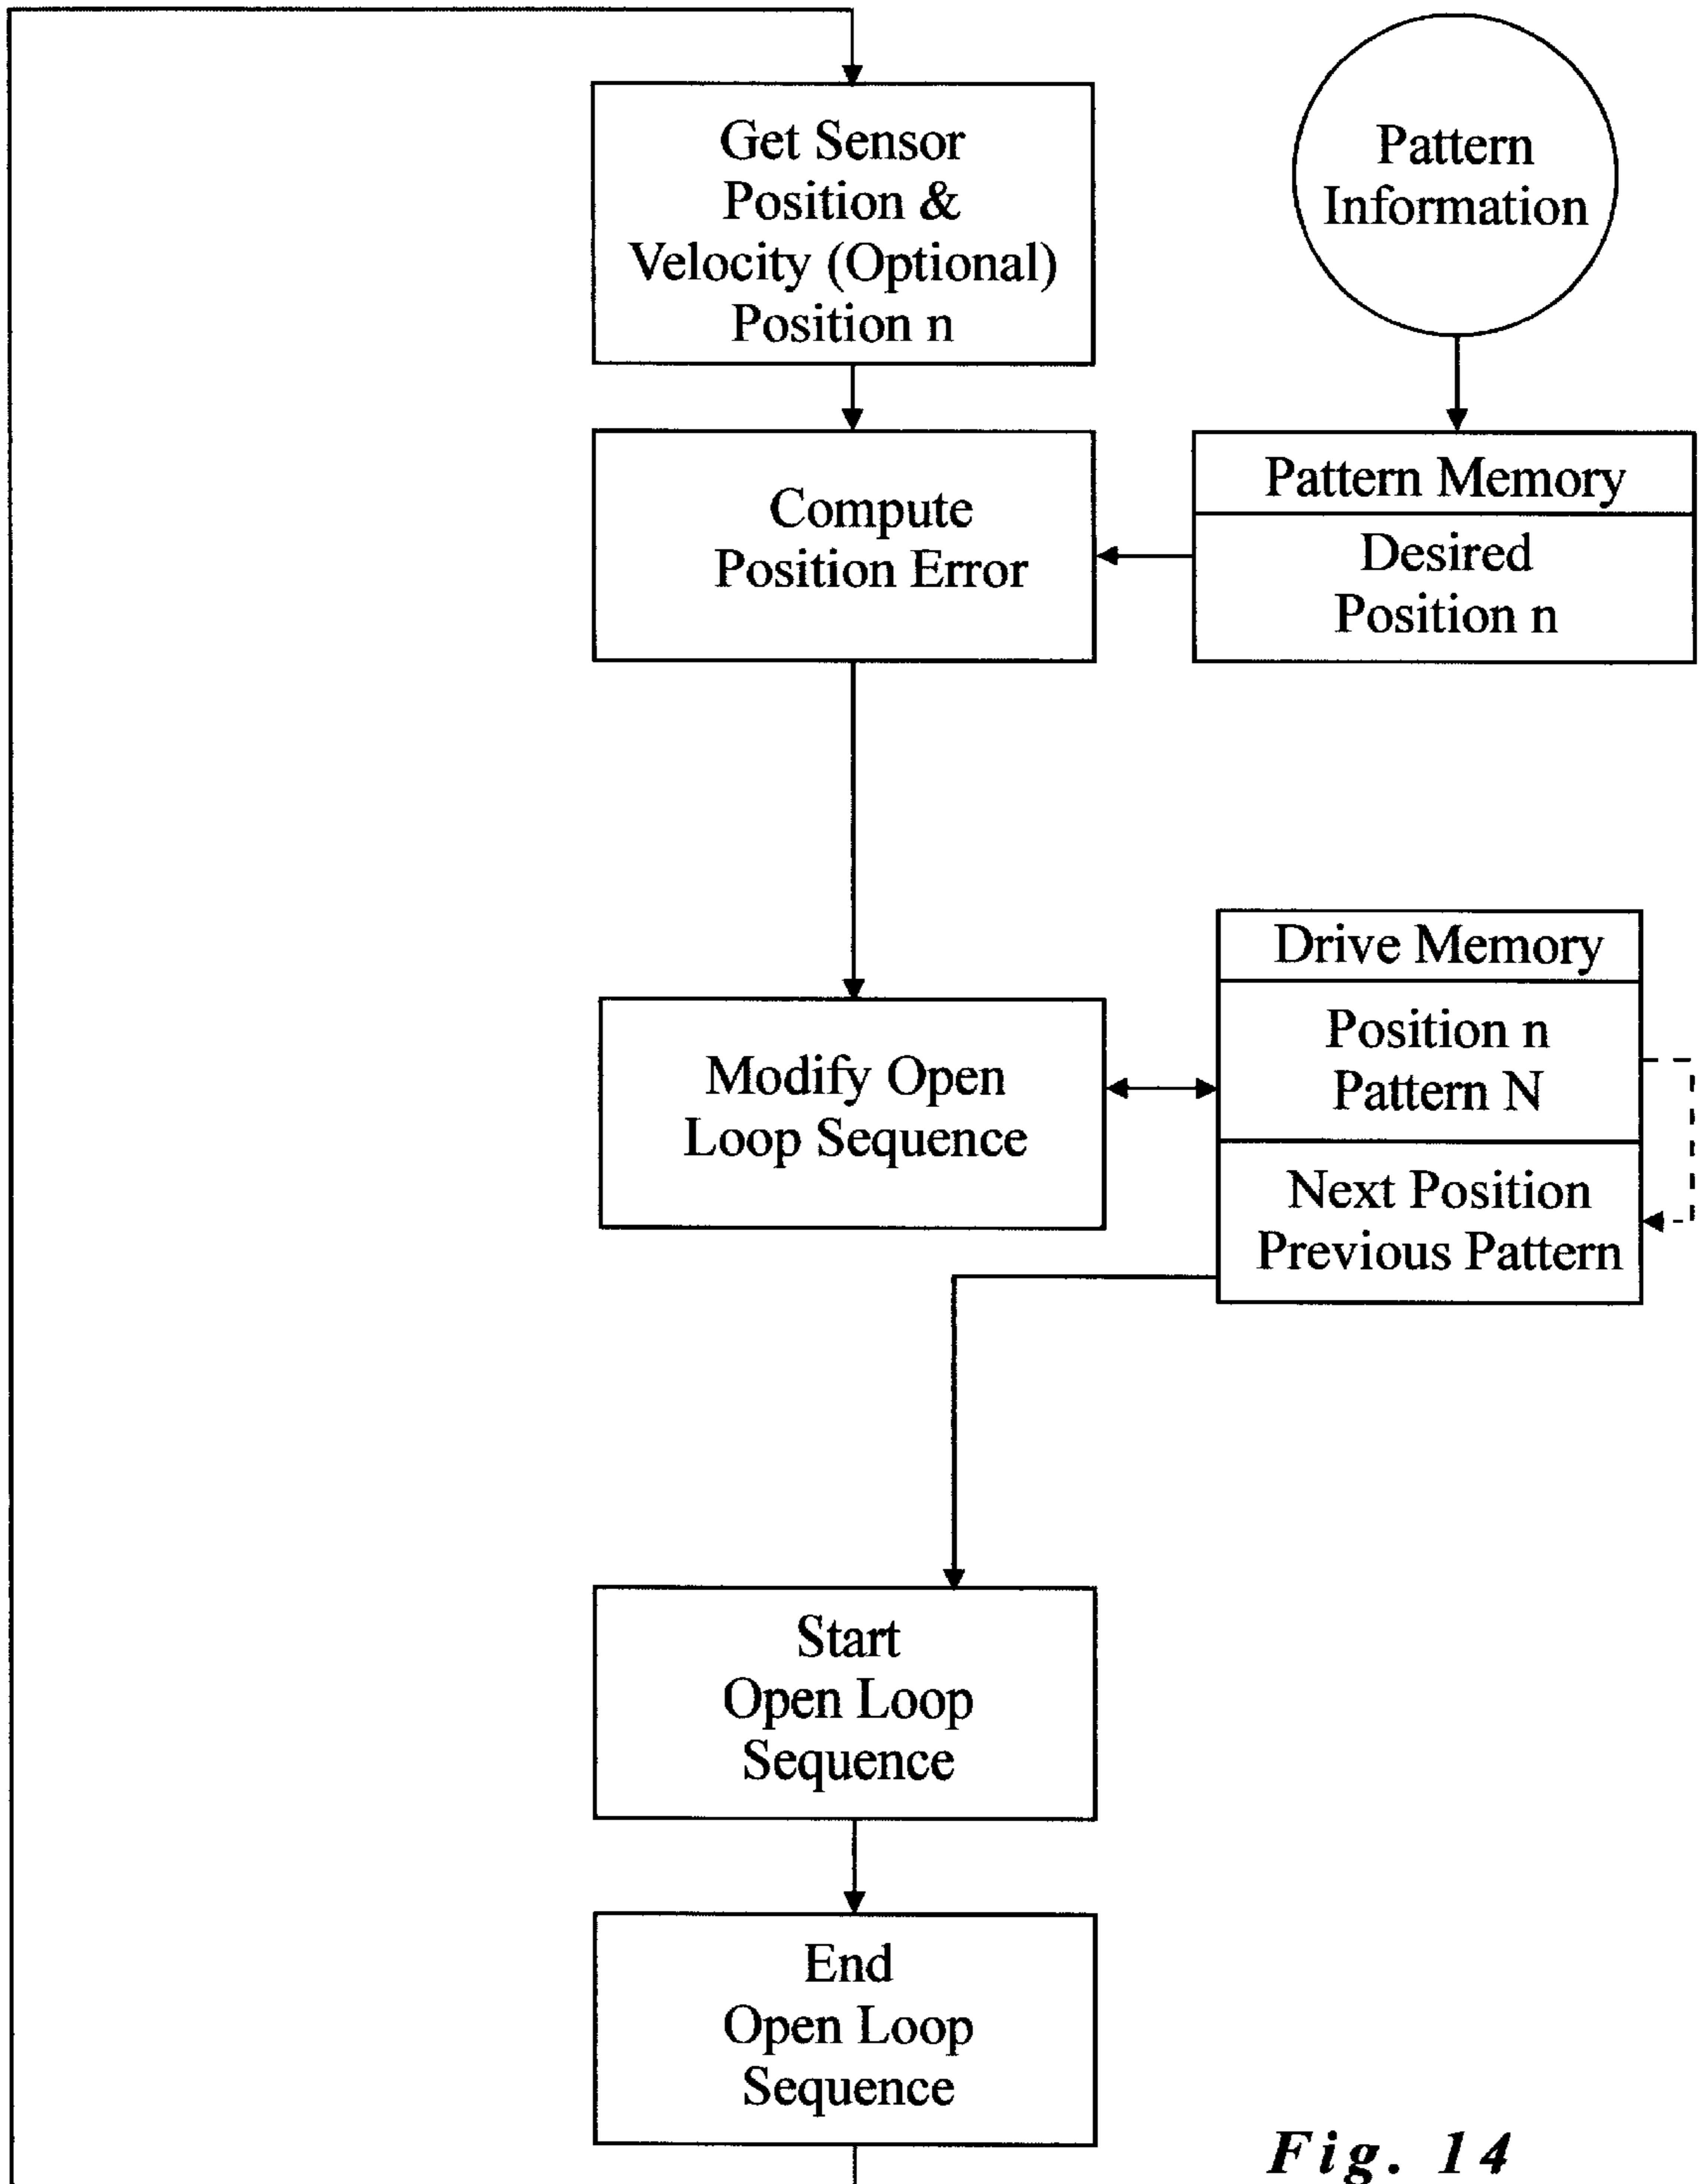 Get Sensor
Position &
Velocity (Optional)
Position n
Pattern
Information
Compute
Position Error
Pattern Memory
Desired
Position n
Modify Open
Loop Sequence
Drive Memory
Position n
Pattern N
Next Position
Previous Pattern
Start
Open Loop
Sequence
End
Open Loop
Sequence
Fig. 14